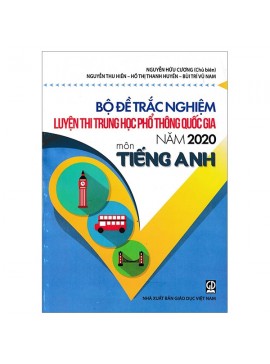 NGUYỄN HỮU CƯƠNG (Chủ biên)
NGUYỄN THU HIỀN - HỒ THỊ THANH HUYỀN - BÙI TRÍ VŨ NAM
BỘ ĐỀ TRẮC NGHIỆM
LUYỆN THI TRUNG HỌC PHỔ THÔNG QUỐC GIA
NĂM 2020
môn TIẾNG ANH
NHÀ XUẤT BẢN GIÁO DỤC VIỆT NAM